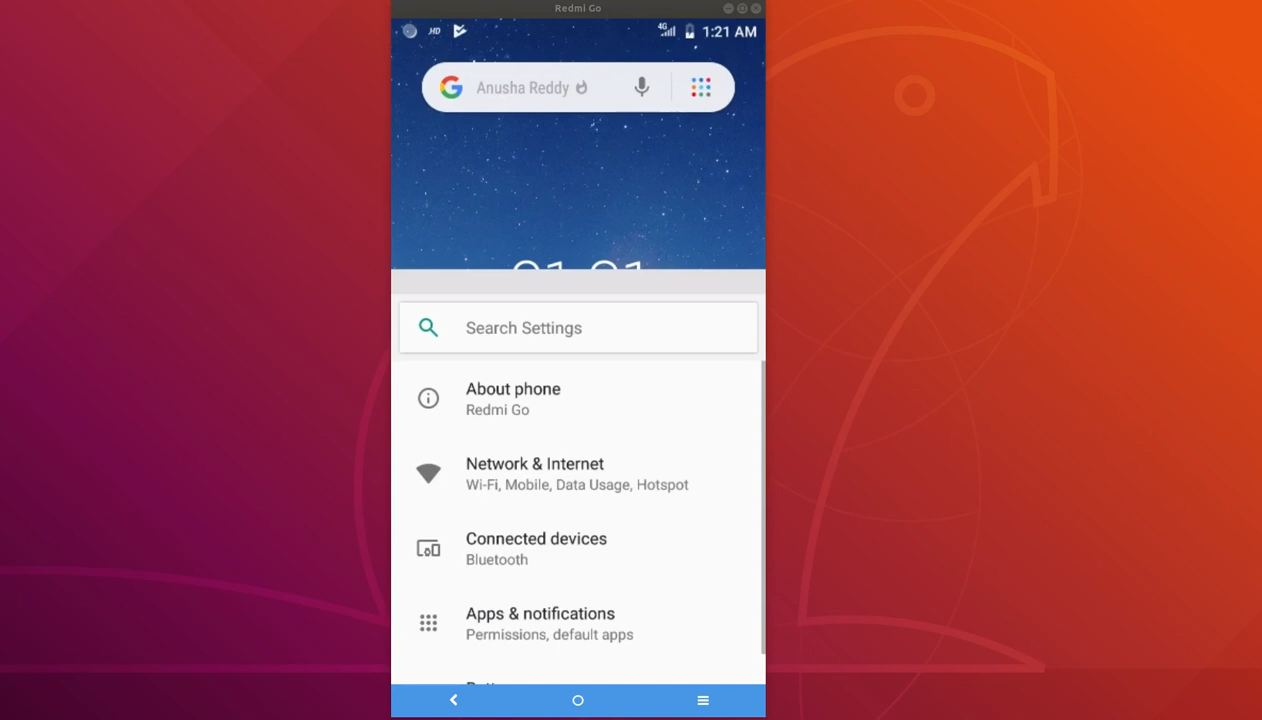 Redmi Go
HD
4G
1:21 AM
Anusha Reddy
Search Settings
About phone
Redmi Go
Network & Internet
Wi-Fi, Mobile, Data Usage, Hotspot
Connected devices
Bluetooth
Apps & notifications
Permissions, default apps